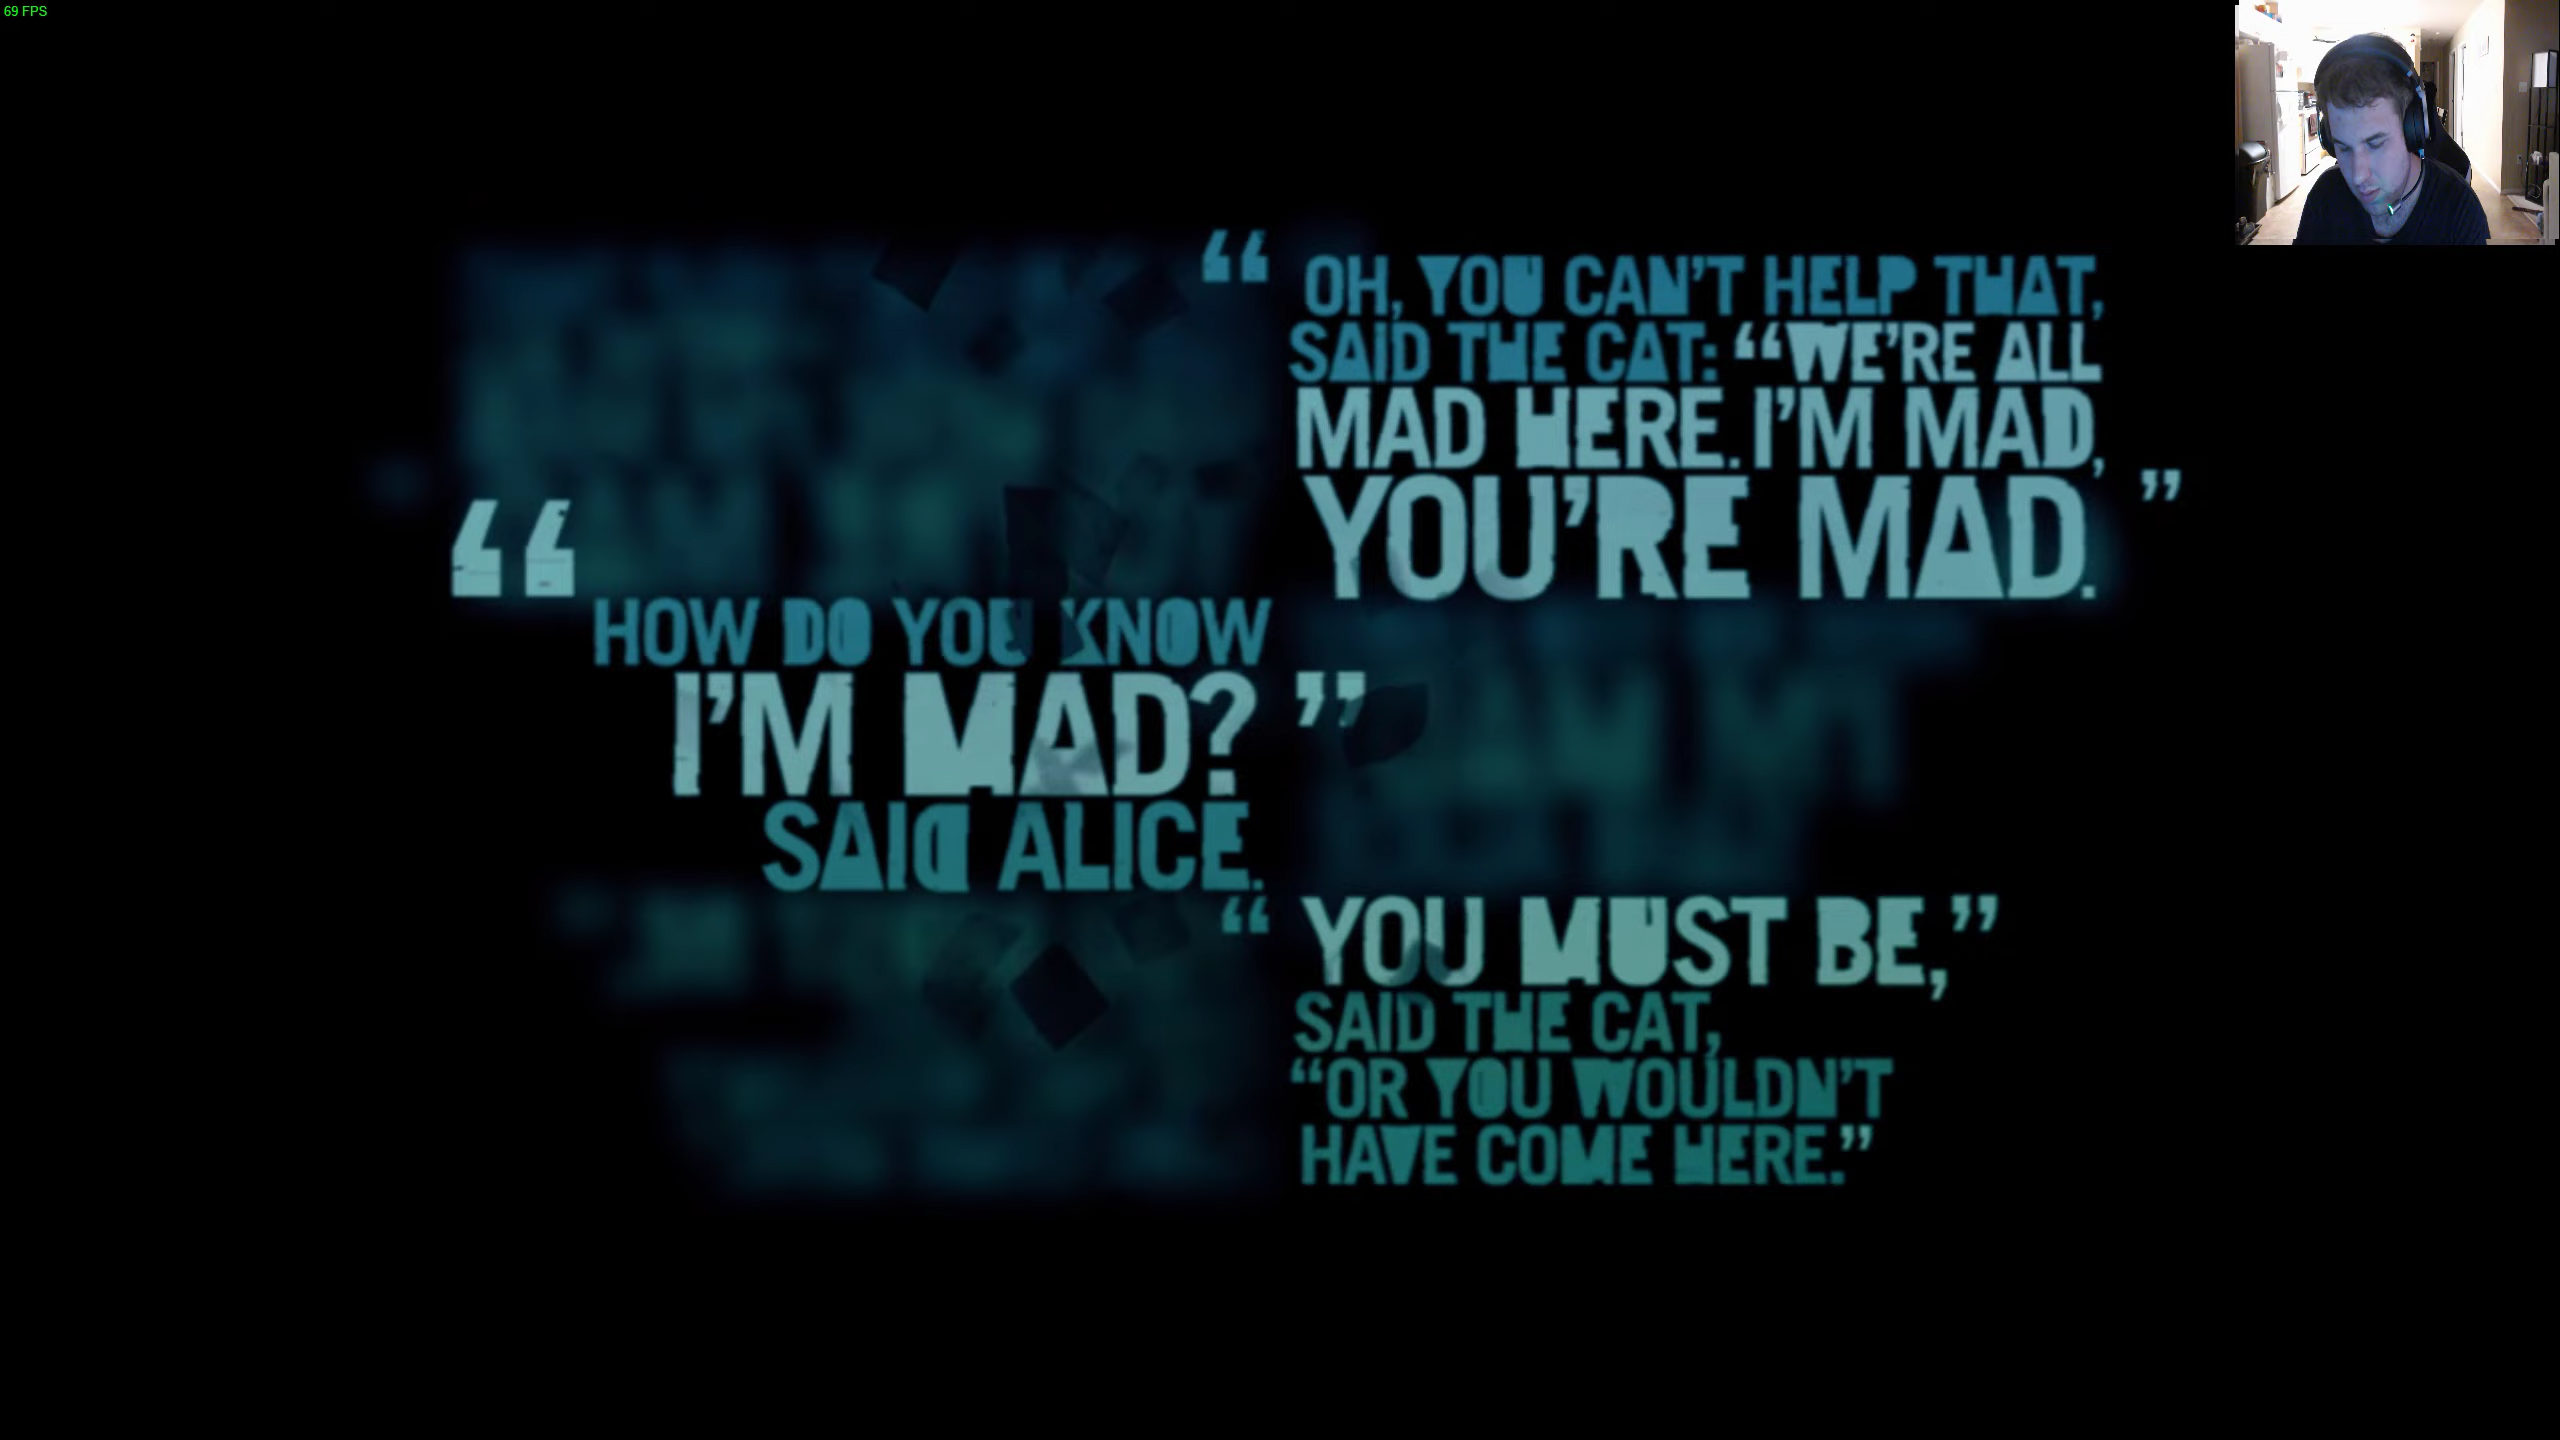 69 FPS
“ OH, YOU CAN’T HELP THAT,
SAID THE CAT: “WE’RE ALL
MAD HERE. I’M MAD,
YOU’RE MAD. ”
“
HOW DO YOU KNOW
I’M MAD? ”
SAID ALICE.
“ YOU MUST BE,”
SAID THE CAT,
“OR YOU WOULDN’T
HAVE COME HERE.”